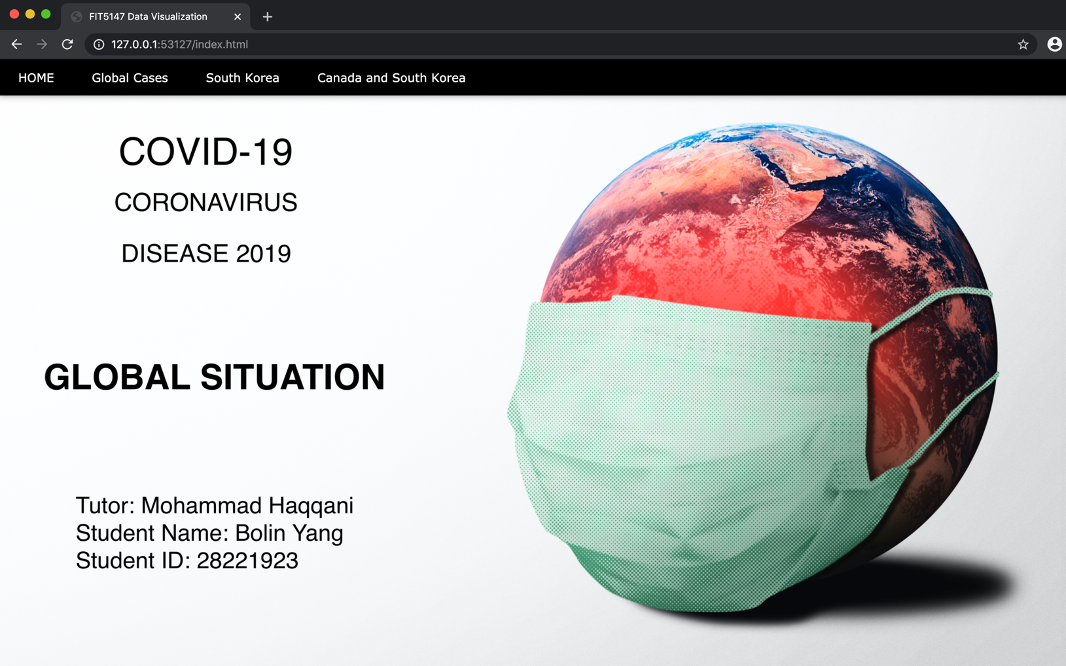 FIT5147 Data Visualization
127.0.0.1:53127/index.html
HOME Global Cases South Korea Canada and South Korea
COVID-19
CORONAVIRUS
DISEASE 2019
GLOBAL SITUATION
Tutor: Mohammad Haqqani
Student Name: Bolin Yang
Student ID: 28221923